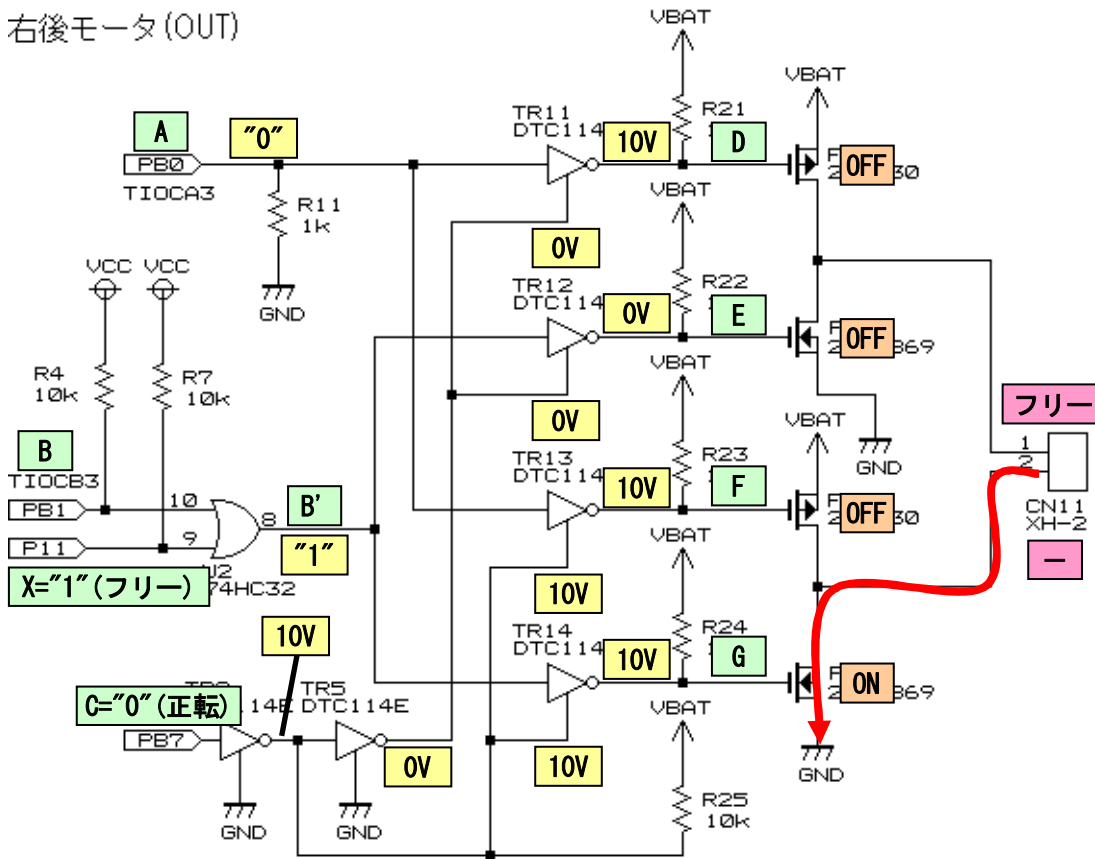 右後モータ(OUT)
VBAT
VBAT
A
"0"
PB0
TIOCA3
R11
1k
GND
TR11
DTC114
10V
R21
D
OFF
30
0V
VBAT
VCC VCC
R4
10k
R7
10k
TR12
DTC114
0V
R22
E
OFF
869
0V
GND
VBAT
VBAT
フリー
1
2
CN11
XH-2
−
B
TIOCB3
PB1
10
P11
9
8
U2
74HC32
B'
"1"
X="1"(フリー)
TR13
DTC114
10V
R23
F
OFF
30
10V
VBAT
TR14
DTC114
10V
R24
G
ON
869
10V
GND
10V
C="0"(正転)
114E
PB7
GND
TR5
DTC114E
0V
GND
VBAT
R25
10k